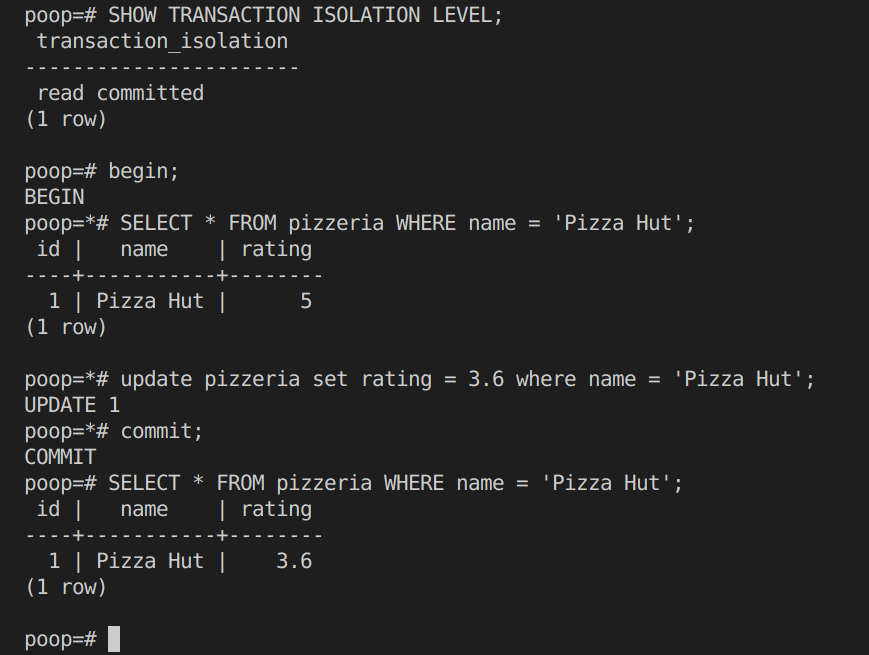 poop=# SHOW TRANSACTION ISOLATION LEVEL;
 transaction_isolation
-----------------------
 read committed
(1 row)

poop=# begin;
BEGIN
poop=*# SELECT * FROM pizzeria WHERE name = 'Pizza Hut';
 id |   name    | rating
----+-----------+--------
  1 | Pizza Hut |      5
(1 row)

poop=*# update pizzeria set rating = 3.6 where name = 'Pizza Hut';
UPDATE 1
poop=*# commit;
COMMIT
poop=# SELECT * FROM pizzeria WHERE name = 'Pizza Hut';
 id |   name    | rating
----+-----------+--------
  1 | Pizza Hut |    3.6
(1 row)

poop=#